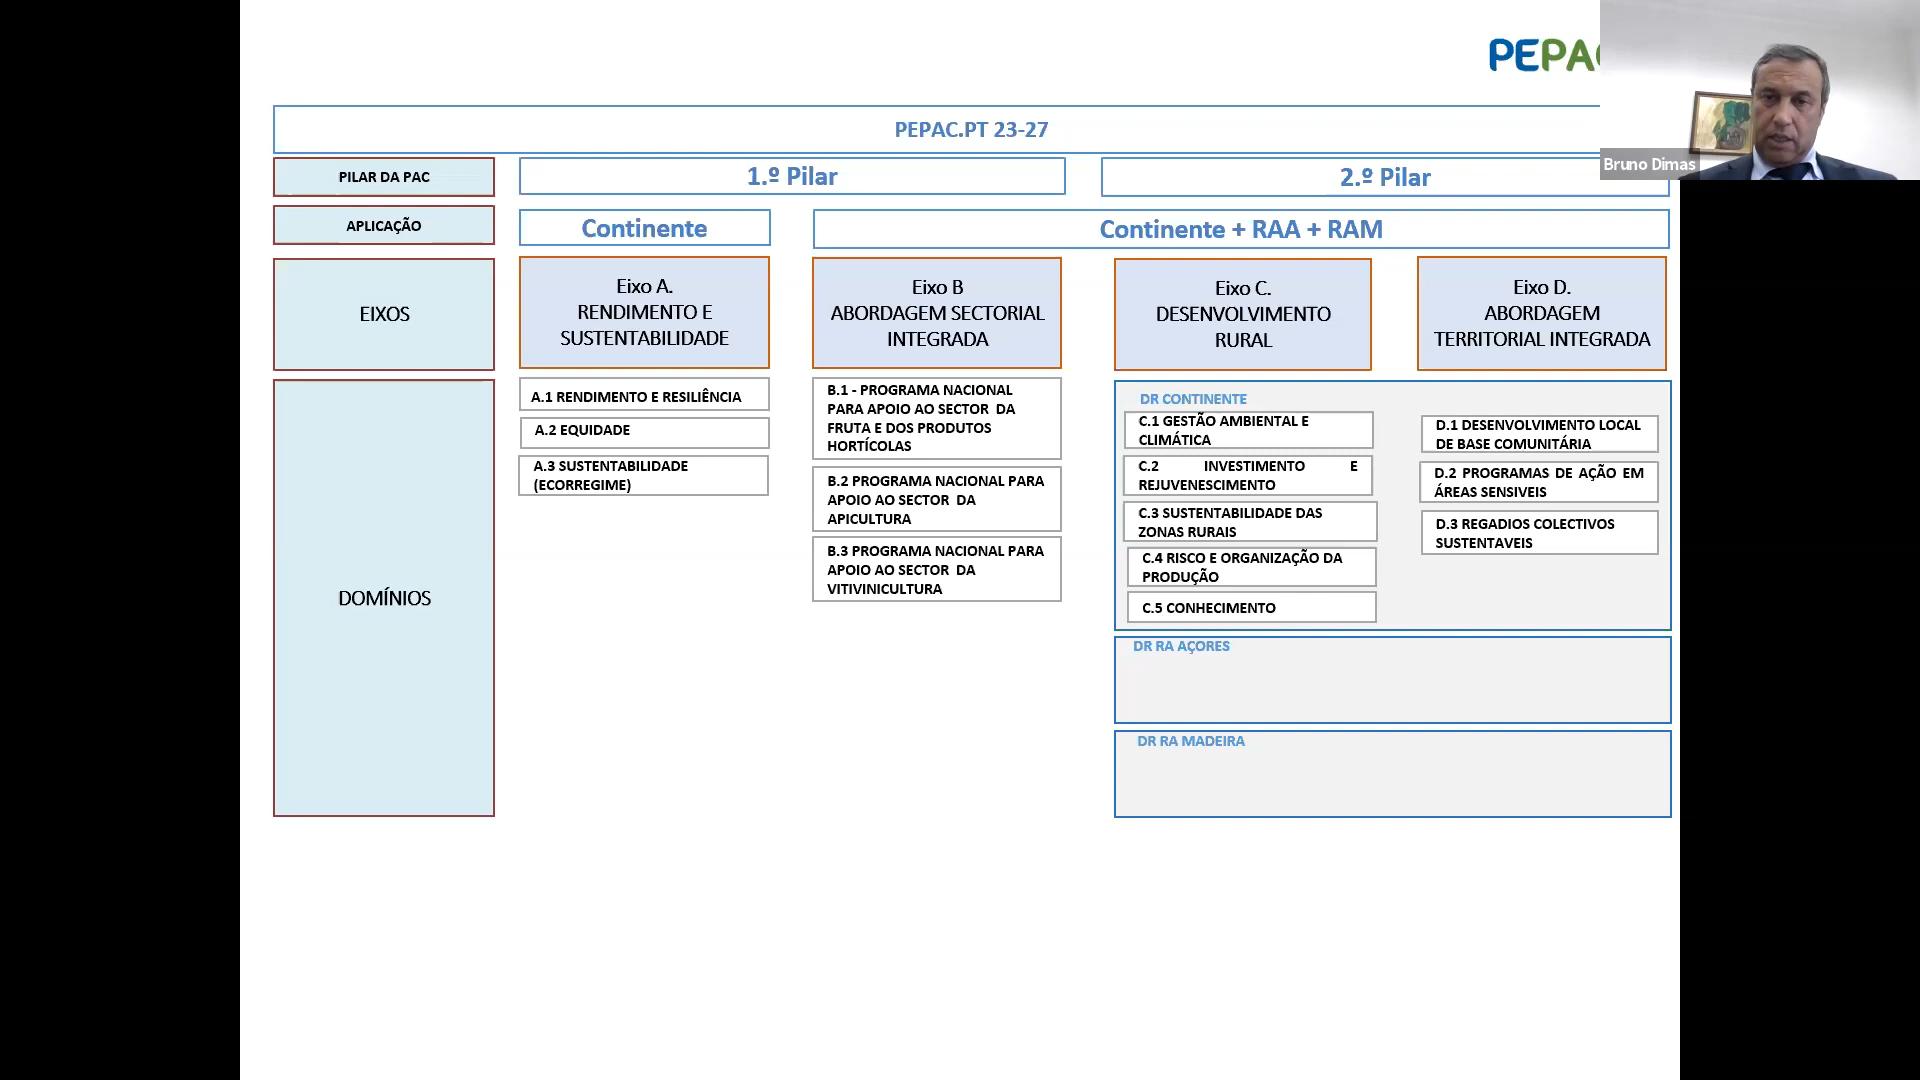 PEPAC
Bruno Dimas
PEPAC.PT 23-27
PILAR DA PAC
1.º Pilar
2.º Pilar
APLICAÇÃO
Continente
Continente + RAA + RAM
EIXOS
Eixo A.
RENDIMENTO E
SUSTENTABILIDADE
Eixo B
ABORDAGEM SECTORIAL
INTEGRADA
Eixo C.
DESENVOLVIMENTO
RURAL
Eixo D.
ABORDAGEM
TERRITORIAL INTEGRADA
DOMÍNIOS
A.1 RENDIMENTO E RESILIÊNCIA
A.2 EQUIDADE
A.3 SUSTENTABILIDADE
(ECORREGIME)
B.1 - PROGRAMA NACIONAL
PARA APOIO AO SECTOR DA
FRUTA E DOS PRODUTOS
HORTÍCOLAS
B.2 PROGRAMA NACIONAL PARA
APOIO AO SECTOR DA
APICULTURA
B.3 PROGRAMA NACIONAL PARA
APOIO AO SECTOR DA
VITIVINICULTURA
DR CONTINENTE
C.1 GESTÃO AMBIENTAL E
CLIMÁTICA
C.2 INVESTIMENTO E
REJUVENESCIMENTO
C.3 SUSTENTABILIDADE DAS
ZONAS RURAIS
C.4 RISCO E ORGANIZAÇÃO DA
PRODUÇÃO
C.5 CONHECIMENTO
D.1 DESENVOLVIMENTO LOCAL
DE BASE COMUNITÁRIA
D.2 PROGRAMAS DE AÇÃO EM
ÁREAS SENSIVEIS
D.3 REGADIOS COLECTIVOS
SUSTENTAVEIS
DR RA AÇORES
DR RA MADEIRA